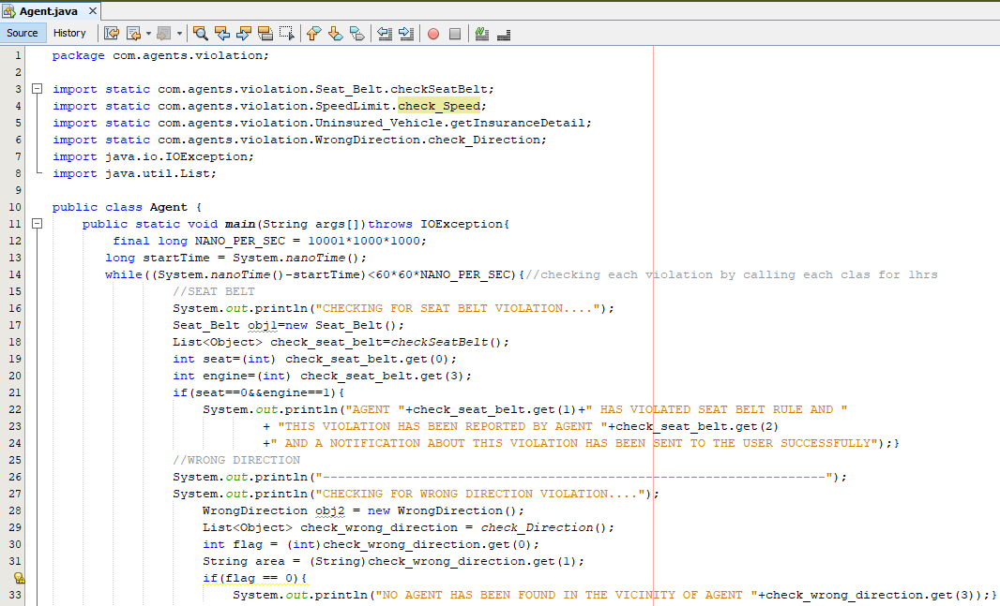 Agent.java
Source History
1 package com.agents.violation;
2
3 import static com.agents.violation.Seat_Belt.checkSeatBelt;
4 import static com.agents.violation.SpeedLimit.check_Speed;
5 import static com.agents.violation.Uninsured_Vehicle.getInsuranceDetail;
6 import static com.agents.violation.WrongDirection.check_Direction;
7 import java.io.IOException;
8 import java.util.List;
9
10 public class Agent {
11 public static void main(String args[])throws IOException{
12 final long NANO_PER_SEC = 1000l*1000*1000;
13 long startTime = System.nanoTime();
14 while((System.nanoTime()-startTime)<60*60*NANO_PER_SEC){//checking each violation by calling each clas for 1hrs
15 //SEAT BELT
16 System.out.println("CHECKING FOR SEAT BELT VIOLATION....");
17 Seat_Belt obj1=new Seat_Belt();
18 List<Object> check_seat_belt=checkSeatBelt();
19 int seat=(int) check_seat_belt.get(0);
20 int engine=(int) check_seat_belt.get(3);
21 if(seat==0&&engine==1){
22 System.out.println("AGENT "+check_seat_belt.get(1)+" HAS VIOLATED SEAT BELT RULE AND "
23 + "THIS VIOLATION HAS BEEN REPORTED BY AGENT "+check_seat_belt.get(2)
24 +" AND A NOTIFICATION ABOUT THIS VIOLATION HAS BEEN SENT TO THE USER SUCCESSFULLY");}
25 //WRONG DIRECTION
26 System.out.println("-------------------------------------------------------------------");
27 System.out.println("CHECKING FOR WRONG DIRECTION VIOLATION....");
28 WrongDirection obj2 = new WrongDirection();
29 List<Object> check_wrong_direction = check_Direction();
30 int flag = (int)check_wrong_direction.get(0);
31 String area = (String)check_wrong_direction.get(1);
if(flag == 0){
33 System.out.println("NO AGENT HAS BEEN FOUND IN THE VICINITY OF AGENT "+check_wrong_direction.get(3));}